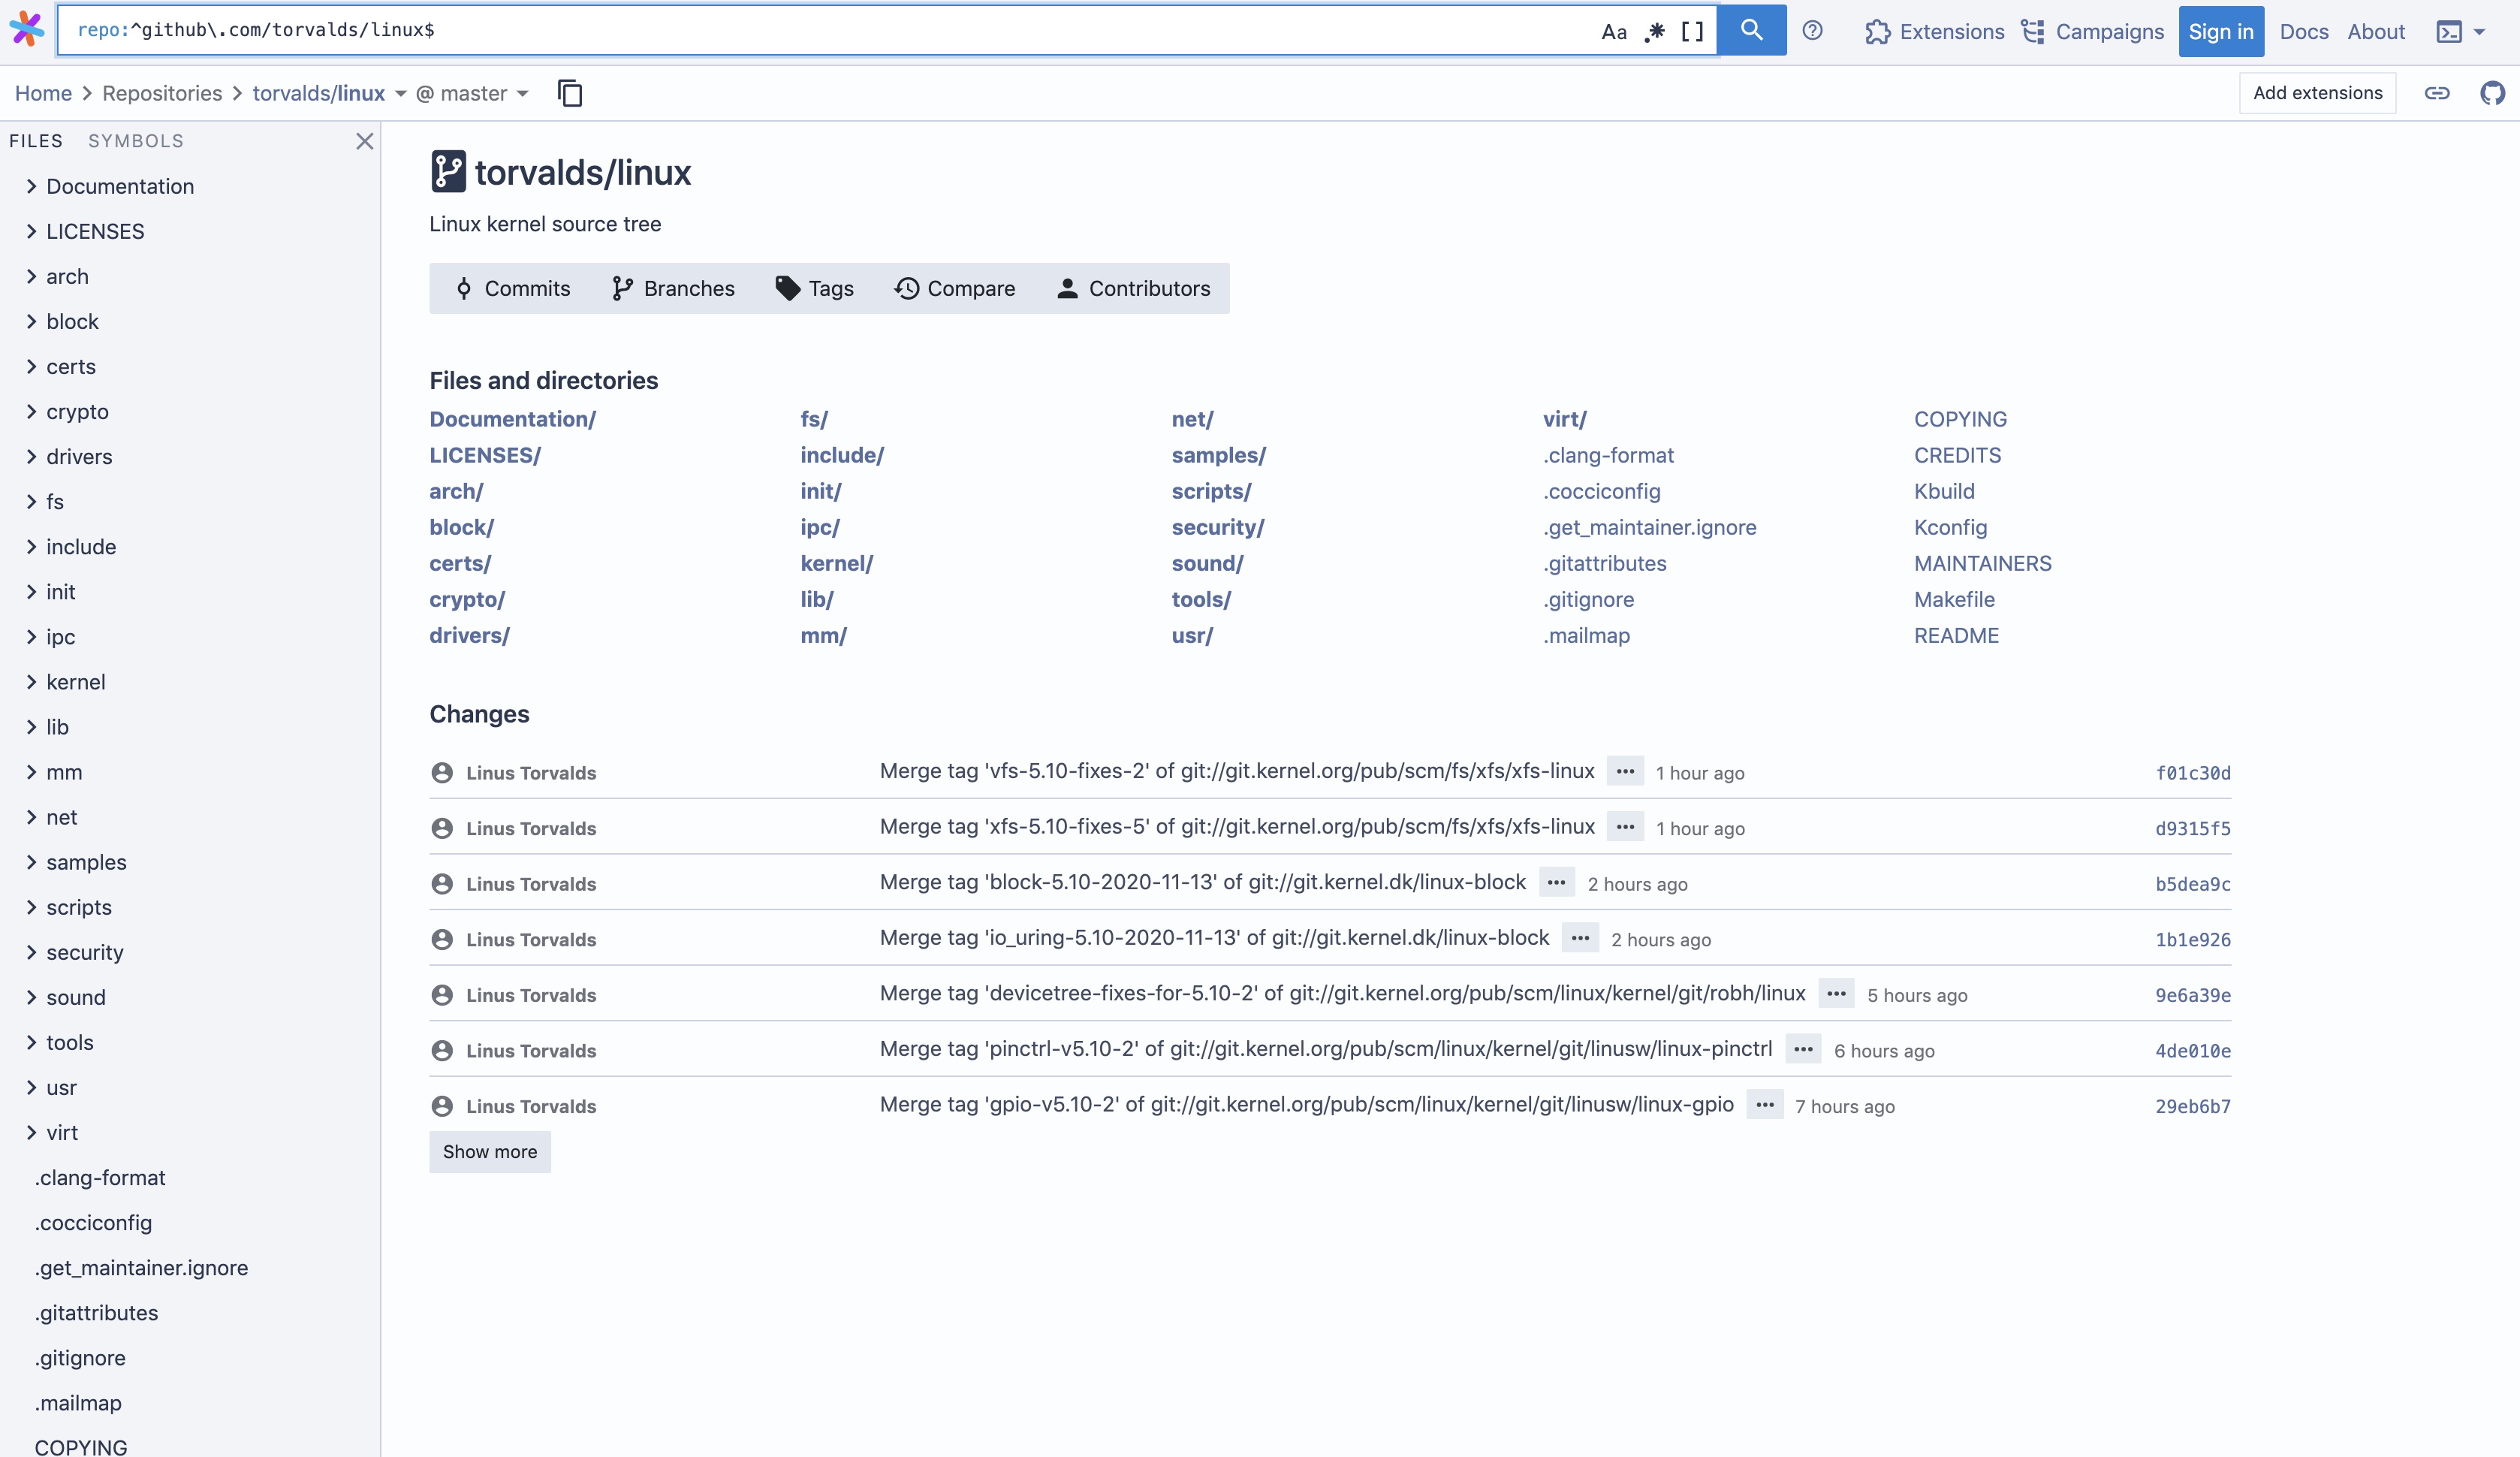 repo:^github\.com/torvalds/linux$ Aa .* [] Extensions Campaigns Sign in Docs About
Home > Repositories > torvalds/linux @ master Add extensions
FILES SYMBOLS
Documentation
LICENSES
arch
block
certs
crypto
drivers
fs
include
init
ipc
kernel
lib
mm
net
samples
scripts
security
sound
tools
usr
virt
.clang-format
.cocciconfig
.get_maintainer.ignore
.gitattributes
.gitignore
.mailmap
COPYING
torvalds/linux
Linux kernel source tree
Commits Branches Tags Compare Contributors
Files and directories
Documentation/ fs/ net/ virt/ COPYING
LICENSES/ include/ samples/ .clang-format CREDITS
arch/ init/ scripts/ .cocciconfig Kbuild
block/ ipc/ security/ .get_maintainer.ignore Kconfig
certs/ kernel/ sound/ .gitattributes MAINTAINERS
crypto/ lib/ tools/ .gitignore Makefile
drivers/ mm/ usr/ .mailmap README
Changes
Linus Torvalds Merge tag 'vfs-5.10-fixes-2' of git://git.kernel.org/pub/scm/fs/xfs/xfs-linux ··· 1 hour ago f01c30d
Linus Torvalds Merge tag 'xfs-5.10-fixes-5' of git://git.kernel.org/pub/scm/fs/xfs/xfs-linux ··· 1 hour ago d9315f5
Linus Torvalds Merge tag 'block-5.10-2020-11-13' of git://git.kernel.dk/linux-block ··· 2 hours ago b5dea9c
Linus Torvalds Merge tag 'io_uring-5.10-2020-11-13' of git://git.kernel.dk/linux-block ··· 2 hours ago 1b1e926
Linus Torvalds Merge tag 'devicetree-fixes-for-5.10-2' of git://git.kernel.org/pub/scm/linux/kernel/git/robh/linux ··· 5 hours ago 9e6a39e
Linus Torvalds Merge tag 'pinctrl-v5.10-2' of git://git.kernel.org/pub/scm/linux/kernel/git/linusw/linux-pinctrl ··· 6 hours ago 4de010e
Linus Torvalds Merge tag 'gpio-v5.10-2' of git://git.kernel.org/pub/scm/linux/kernel/git/linusw/linux-gpio ··· 7 hours ago 29eb6b7
Show more